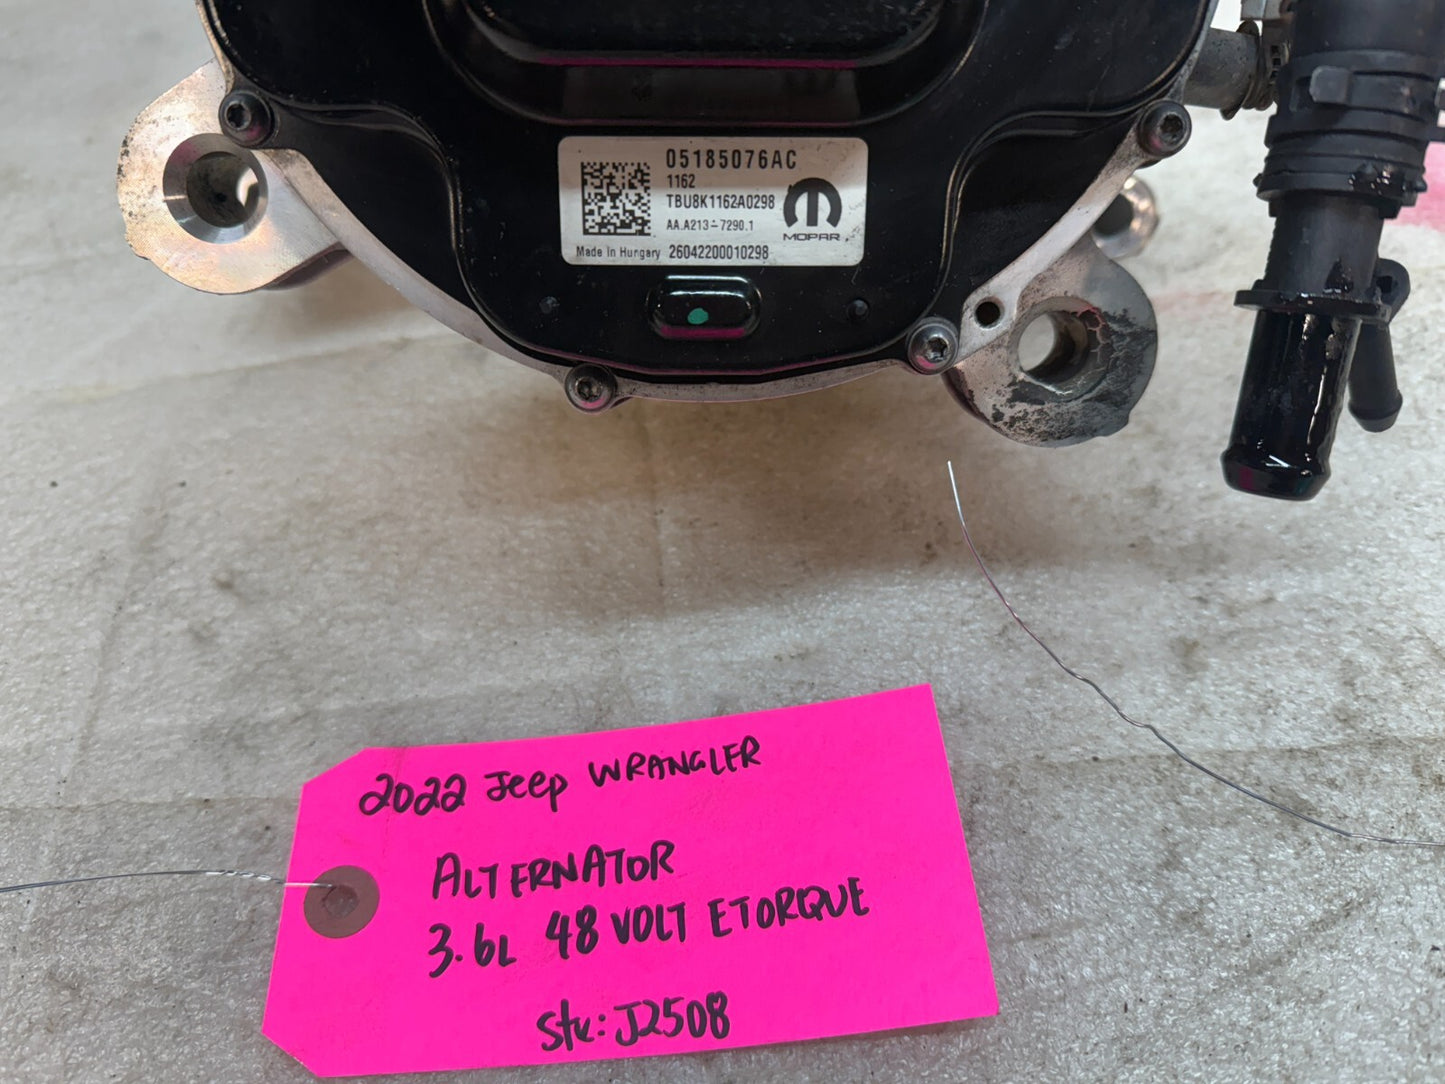 05185076AC
1162
TBU8K1162A0298
AA.A213-7290.1
MOPAR
Made In Hungary 26042200010298
2022 Jeep WRANGLER
ALTERNATOR
3.6L 48 VOLT ETORQUE
Stk: J2508